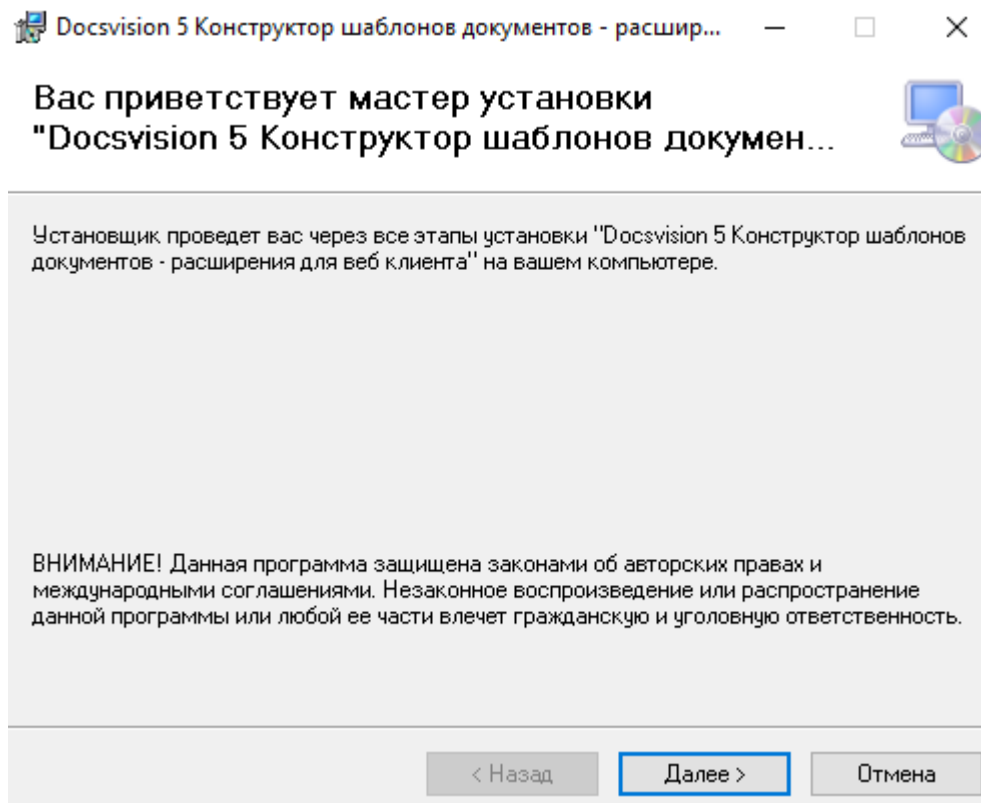 Docsvision 5 Конструктор шаблонов документов - расшир...
Вас приветствует мастер установки
"Docsvision 5 Конструктор шаблонов докумен...
Установщик проведет вас через все этапы установки "Docsvision 5 Конструктор шаблонов
документов - расширения для веб клиента" на вашем компьютере.
ВНИМАНИЕ! Данная программа защищена законами об авторских правах и
международными соглашениями. Незаконное воспроизведение или распространение
данной программы или любой ее части влечет гражданскую и уголовную ответственность.
< Назад Далее > Отмена